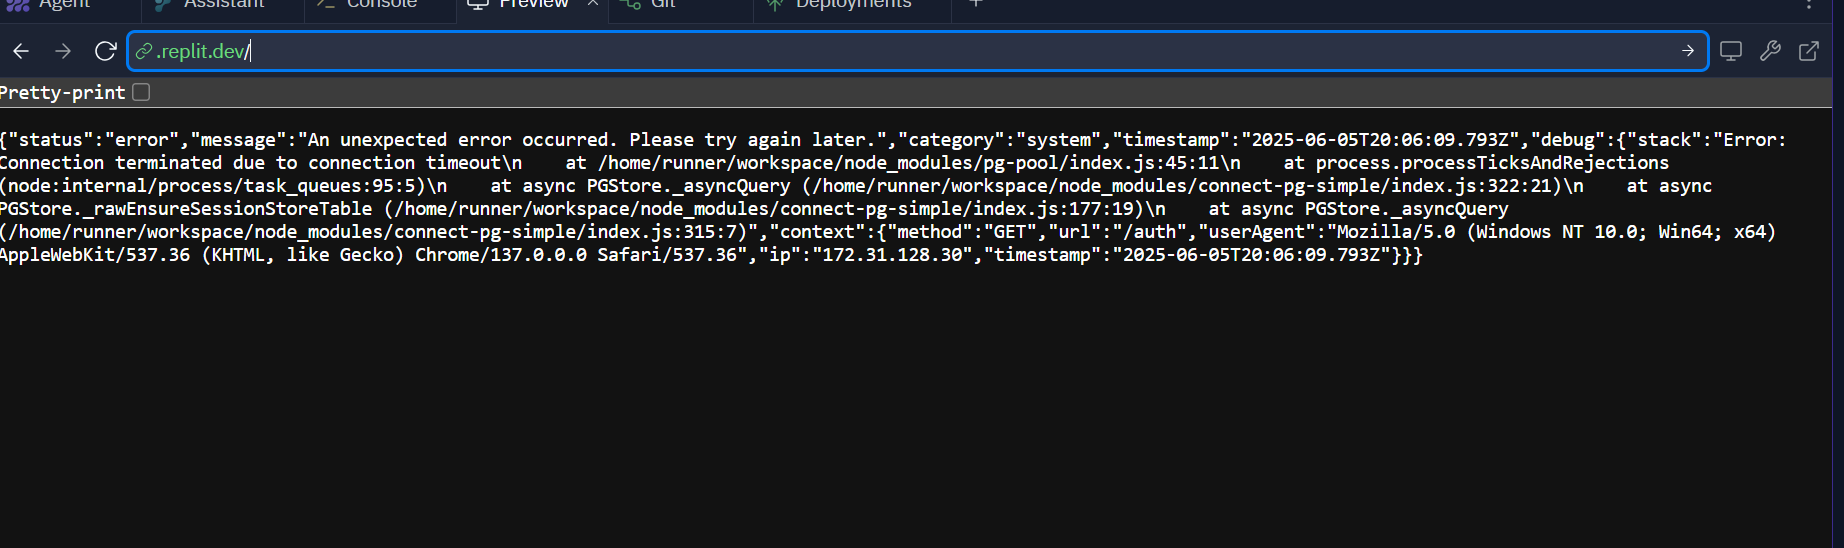 Agent Assistant Console Preview Git Deployments
.replit.dev/
Pretty-print
{"status":"error","message":"An unexpected error occurred. Please try again later.","category":"system","timestamp":"2025-06-05T20:06:09.793Z","debug":{"stack":"Error:
Connection terminated due to connection timeout\n    at /home/runner/workspace/node_modules/pg-pool/index.js:45:11\n    at process.processTicksAndRejections
(node:internal/process/task_queues:95:5)\n    at async PGStore._asyncQuery (/home/runner/workspace/node_modules/connect-pg-simple/index.js:322:21)\n    at async
PGStore._rawEnsureSessionStoreTable (/home/runner/workspace/node_modules/connect-pg-simple/index.js:177:19)\n    at async PGStore._asyncQuery
(/home/runner/workspace/node_modules/connect-pg-simple/index.js:315:7)","context":{"method":"GET","url":"/auth","userAgent":"Mozilla/5.0 (Windows NT 10.0; Win64; x64)
AppleWebKit/537.36 (KHTML, like Gecko) Chrome/137.0.0.0 Safari/537.36","ip":"172.31.128.30","timestamp":"2025-06-05T20:06:09.793Z"}}}